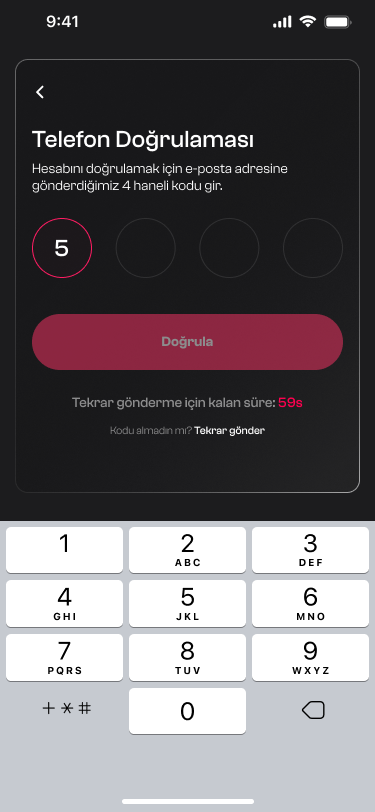 9:41
Telefon Doğrulaması
Hesabını doğrulamak için e-posta adresine
gönderdiğimiz 4 haneli kodu gir.
5
Doğrula
Tekrar gönderme için kalan süre: 59s
Kodu almadın mı? Tekrar gönder
1 2 3
ABC DEF
4 5 6
GHI JKL MNO
7 8 9
PQRS TUV WXYZ
+ * # 0